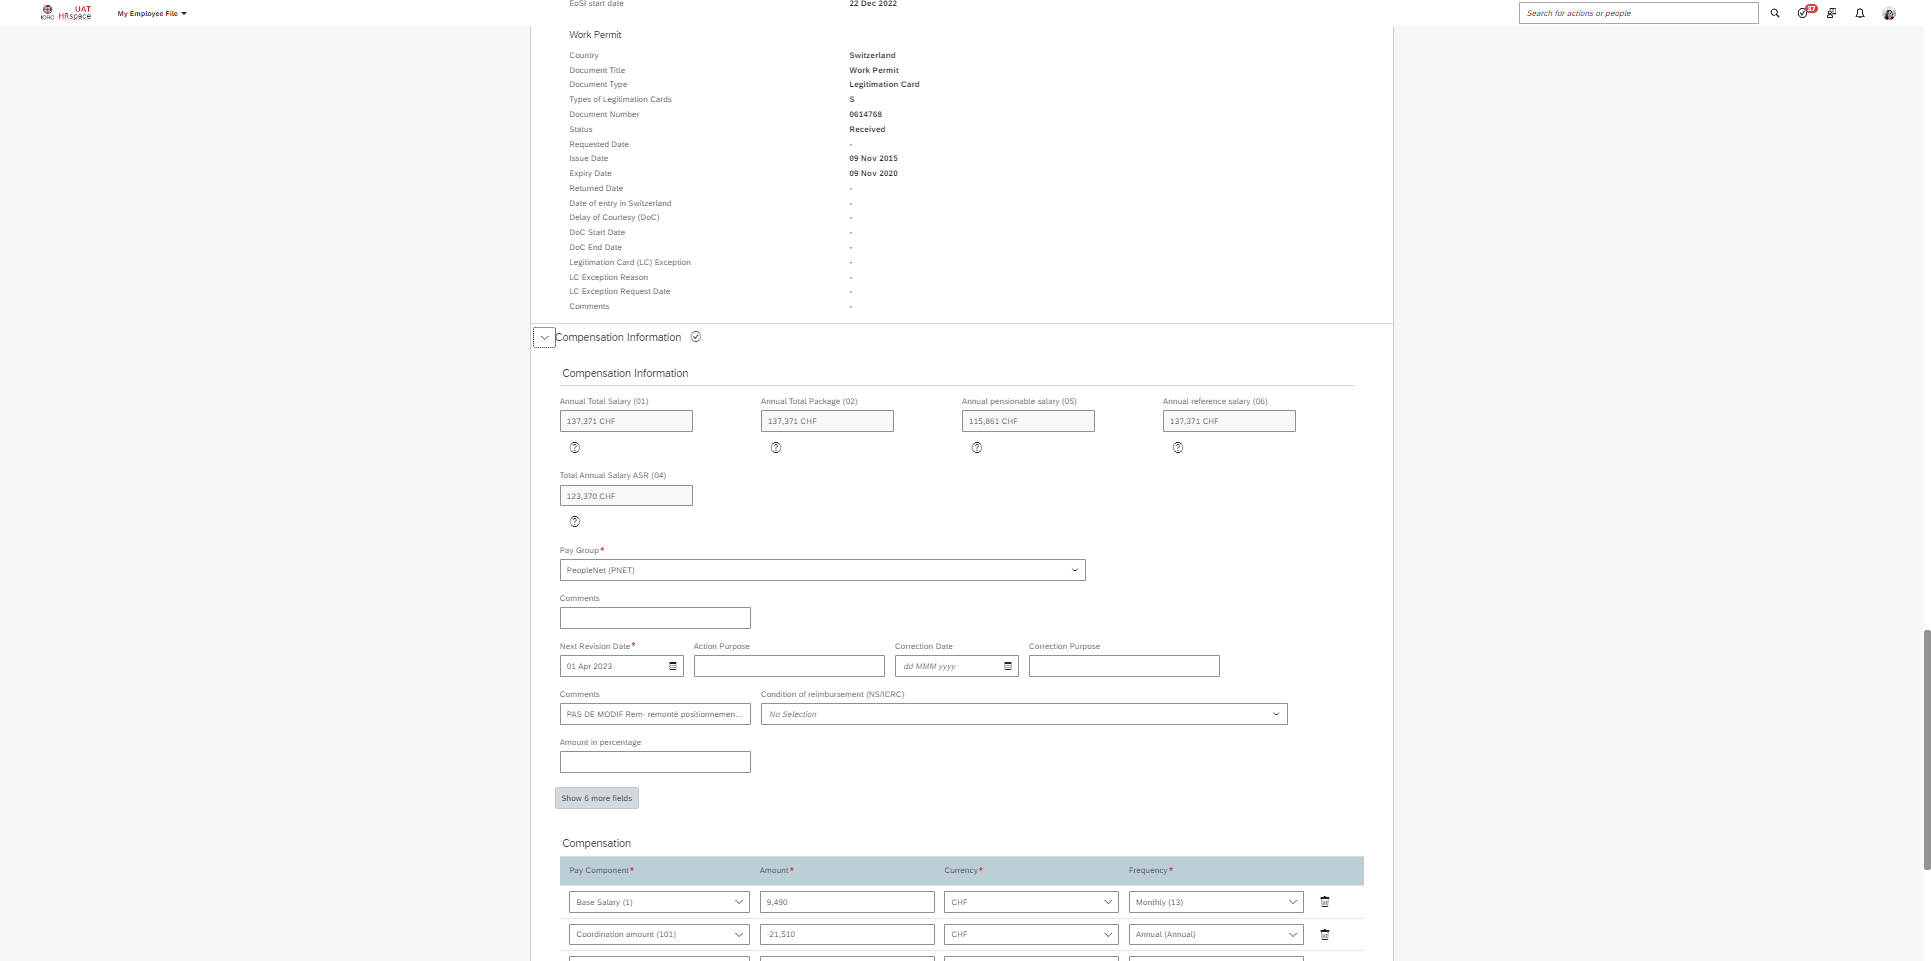 UAT
ICRC HRspace
My Employee File
Search for actions or people
37
EoSI start date 22 Dec 2022
Work Permit
Country Switzerland
Document Title Work Permit
Document Type Legitimation Card
Types of Legitimation Cards S
Document Number 0614768
Status Received
Requested Date -
Issue Date 09 Nov 2015
Expiry Date 09 Nov 2020
Returned Date -
Date of entry in Switzerland -
Delay of Courtesy (DoC) -
DoC Start Date -
DoC End Date -
Legitimation Card (LC) Exception -
LC Exception Reason -
LC Exception Request Date -
Comments -
Compensation Information
Compensation Information
Annual Total Salary (01) Annual Total Package (02) Annual pensionable salary (05) Annual reference salary (06)
137,371 CHF 137,371 CHF 115,861 CHF 137,371 CHF
? ? ? ?
Total Annual Salary ASR (04)
123,370 CHF
?
Pay Group*
PeopleNet (PNET)
Comments
Next Revision Date* Action Purpose Correction Date Correction Purpose
01 Apr 2023 dd MMM yyyy
Comments Condition of reimbursement (NS/ICRC)
PAS DE MODIF Rem- remonté positionnemen... No Selection
Amount in percentage
Show 6 more fields
Compensation
Pay Component* Amount* Currency* Frequency*
Base Salary (1) 9,490 CHF Monthly (13)
Coordination amount (101) -21,510 CHF Annual (Annual)